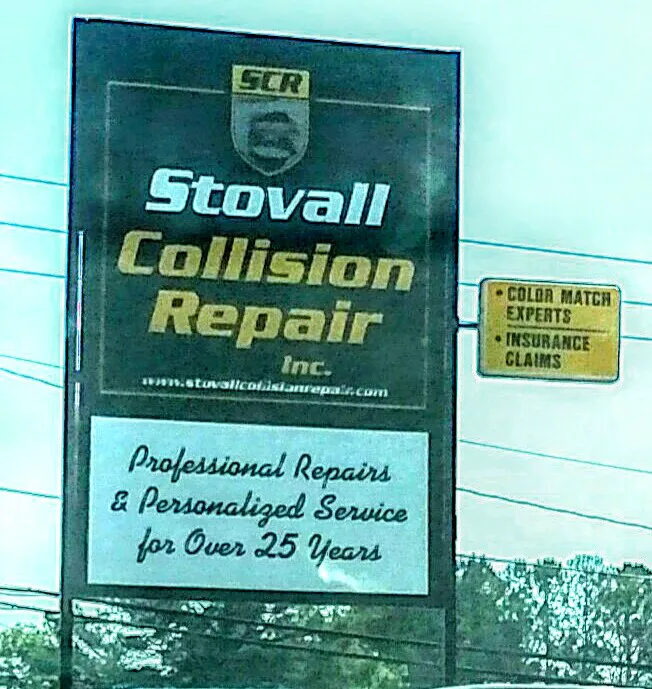 SCR
Stovall
Collision
Repair
Inc.
www.stovallcollisionrepair.com
Professional Repairs
& Personalized Service
for Over 25 Years
• COLOR MATCH
EXPERTS
• INSURANCE
CLAIMS